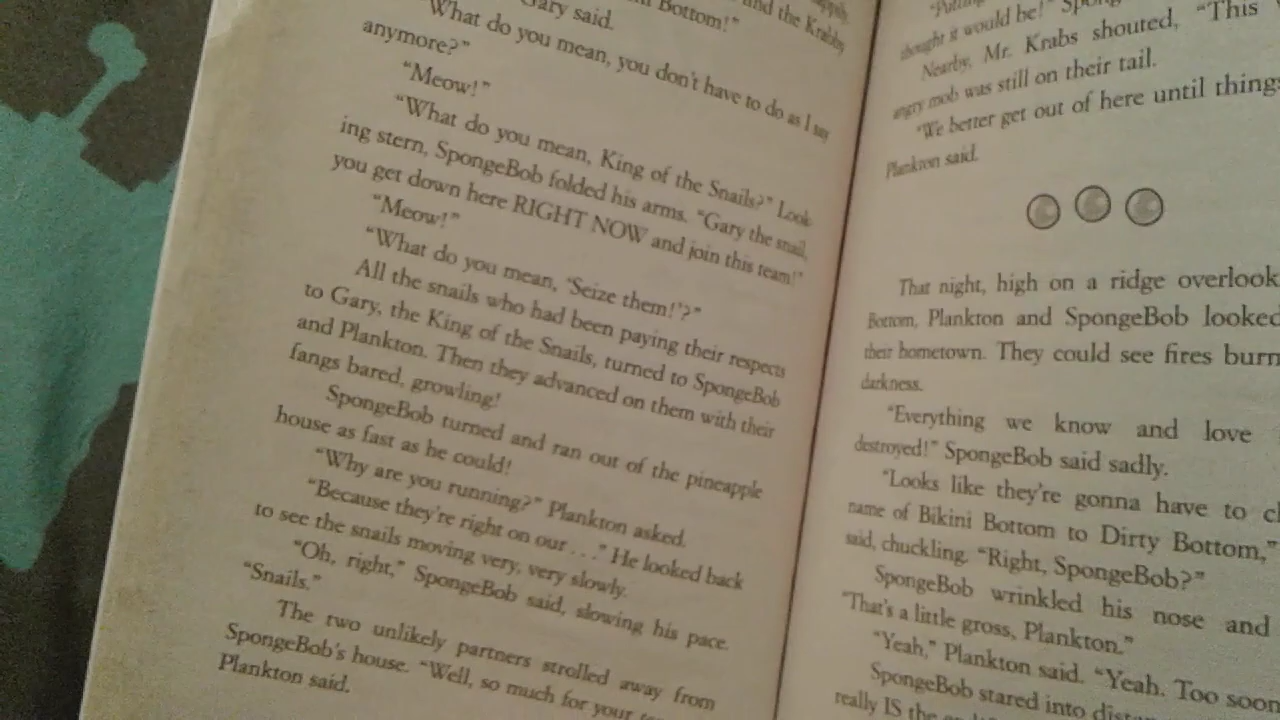 and the Krabby
Bottom!"
Gary said.
"What do you mean, you don't have to do as I say
anymore?"
"Meow!"
"What do you mean, King of the Snails?" Look-
ing stern, SpongeBob folded his arms. "Gary the snail,
you get down here RIGHT NOW and join this team!"
"Meow!"
"What do you mean, 'Seize them!'?"
All the snails who had been paying their respects
to Gary, the King of the Snails, turned to SpongeBob
and Plankton. Then they advanced on them with their
fangs bared, growling!
SpongeBob turned and ran out of the pineapple
house as fast as he could!
"Why are you running?" Plankton asked.
"Because they're right on our . . ." He looked back
to see the snails moving very, very slowly.
"Oh, right," SpongeBob said, slowing his pace.
"Snails."
The two unlikely partners strolled away from
SpongeBob's house. "Well, so much for your
Plankton said.
thought it would be!"
Nearby, Mr. Krabs shouted, "This
angry mob was still on their tail.
"We better get out of here until things
Plankton said.
That night, high on a ridge overlook
Bottom, Plankton and SpongeBob looked
their hometown. They could see fires burn
darkness.
"Everything we know and love
destroyed!" SpongeBob said sadly.
"Looks like they're gonna have to
name of Bikini Bottom to Dirty Bottom,"
said, chuckling. "Right, SpongeBob?"
SpongeBob wrinkled his nose and
"That's a little gross, Plankton."
"Yeah," Plankton said. "Yeah. Too soon
SpongeBob stared into
really IS the